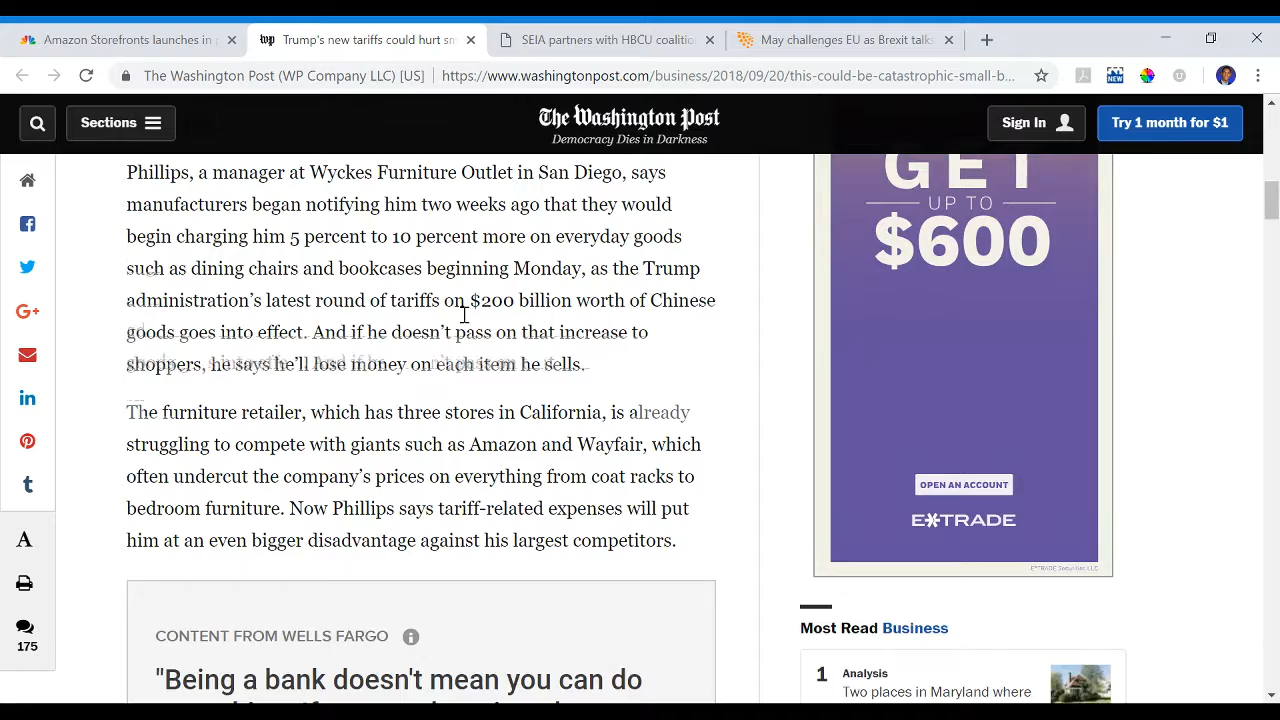 Amazon Storefronts launches in
Trump's new tariffs could hurt sm
SEIA partners with HBCU coalition
May challenges EU as Brexit talks
The Washington Post (WP Company LLC) [US]
https://www.washingtonpost.com/business/2018/09/20/this-could-be-catastrophic-small-b...
NEW
Sections
The Washington Post
Democracy Dies in Darkness
Sign In
Try 1 month for $1
Phillips, a manager at Wyckes Furniture Outlet in San Diego, says
manufacturers began notifying him two weeks ago that they would
begin charging him 5 percent to 10 percent more on everyday goods
such as dining chairs and bookcases beginning Monday, as the Trump
administration's latest round of tariffs on $200 billion worth of Chinese
goods goes into effect. And if he doesn't pass on that increase to
shoppers, he says he'll lose money on each item he sells.
The furniture retailer, which has three stores in California, is already
struggling to compete with giants such as Amazon and Wayfair, which
often undercut the company's prices on everything from coat racks to
bedroom furniture. Now Phillips says tariff-related expenses will put
him at an even bigger disadvantage against his largest competitors.
CONTENT FROM WELLS FARGO
"Being a bank doesn't mean you can do
A
175
GET
UP TO
$600
OPEN AN ACCOUNT
E*TRADE
E*TRADE Securities LLC
Most Read Business
1
Analysis
Two places in Maryland where